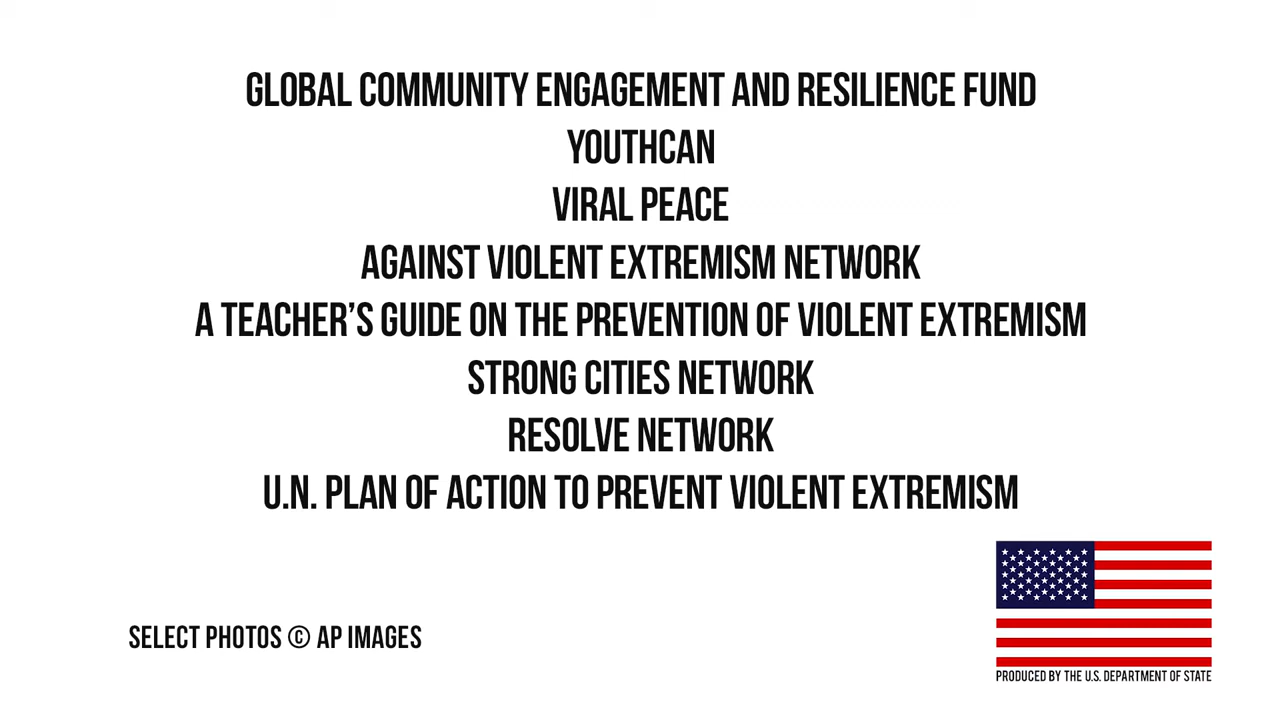 GLOBAL COMMUNITY ENGAGEMENT AND RESILIENCE FUND
YOUTHCAN
VIRAL PEACE
AGAINST VIOLENT EXTREMISM NETWORK
A TEACHER’S GUIDE ON THE PREVENTION OF VIOLENT EXTREMISM
STRONG CITIES NETWORK
RESOLVE NETWORK
U.N. PLAN OF ACTION TO PREVENT VIOLENT EXTREMISM
SELECT PHOTOS © AP IMAGES
PRODUCED BY THE U.S. DEPARTMENT OF STATE